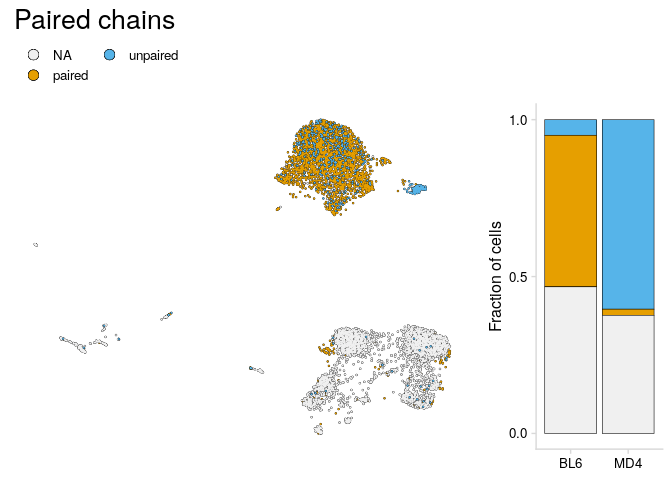 Paired chains
NA
unpaired
paired
Fraction of cells
1.0
0.5
0.0
BL6
MD4